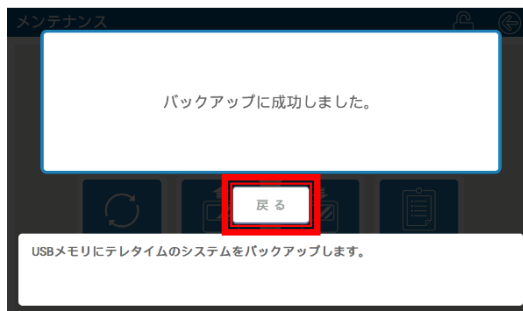 メンテナンス
バックアップに成功しました。
戻る
USBメモリにテレタイムのシステムをバックアップします。